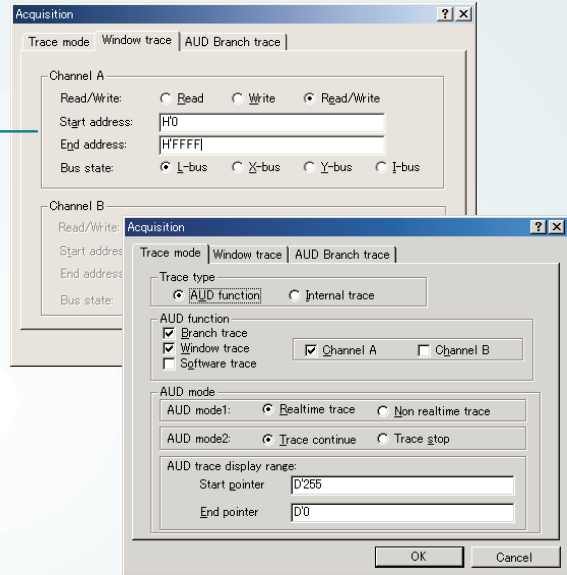 Acquisition
Trace mode Window trace AUD Branch trace
Channel A
Read/Write: Read Write Read/Write
Start address: H'0
End address: H'FFFF
Bus state: L-bus X-bus Y-bus I-bus
Channel B
Read/Write:
Start
End address
Bus state:
Acquisition
Trace mode Window trace AUD Branch trace
Trace type
AUD function Internal trace
AUD function
Branch trace
Window trace Channel A Channel B
Software trace
AUD mode
AUD mode1: Realtime trace Non realtime trace
AUD mode2: Trace continue Trace stop
AUD trace display range:
Start pointer D'255
End pointer D'0
OK Cancel